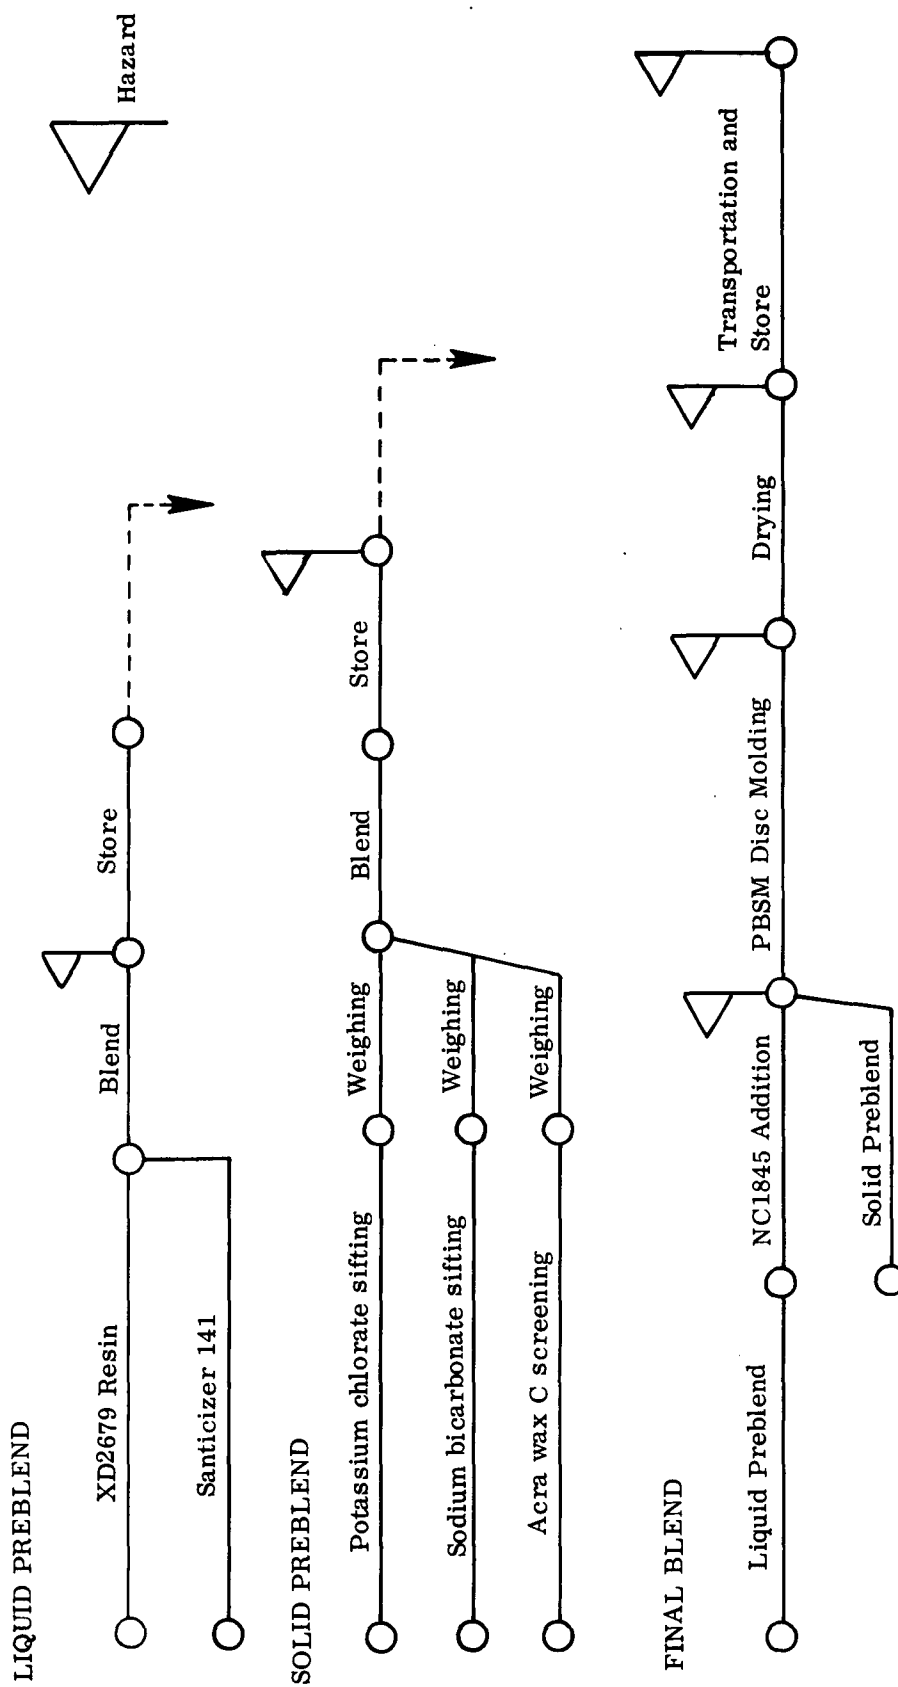 LIQUID PREBLEND
XD2679 Resin
Blend
Store
Santicizer 141
Hazard
SOLID PREBLEND
Potassium chlorate sifting
Weighing
Blend
Store
Sodium bicarbonate sifting
Weighing
Acra wax C screening
Weighing
FINAL BLEND
Liquid Preblend
NC1845 Addition
PBSM Disc Molding
Drying
Transportation and
Store
Solid Preblend